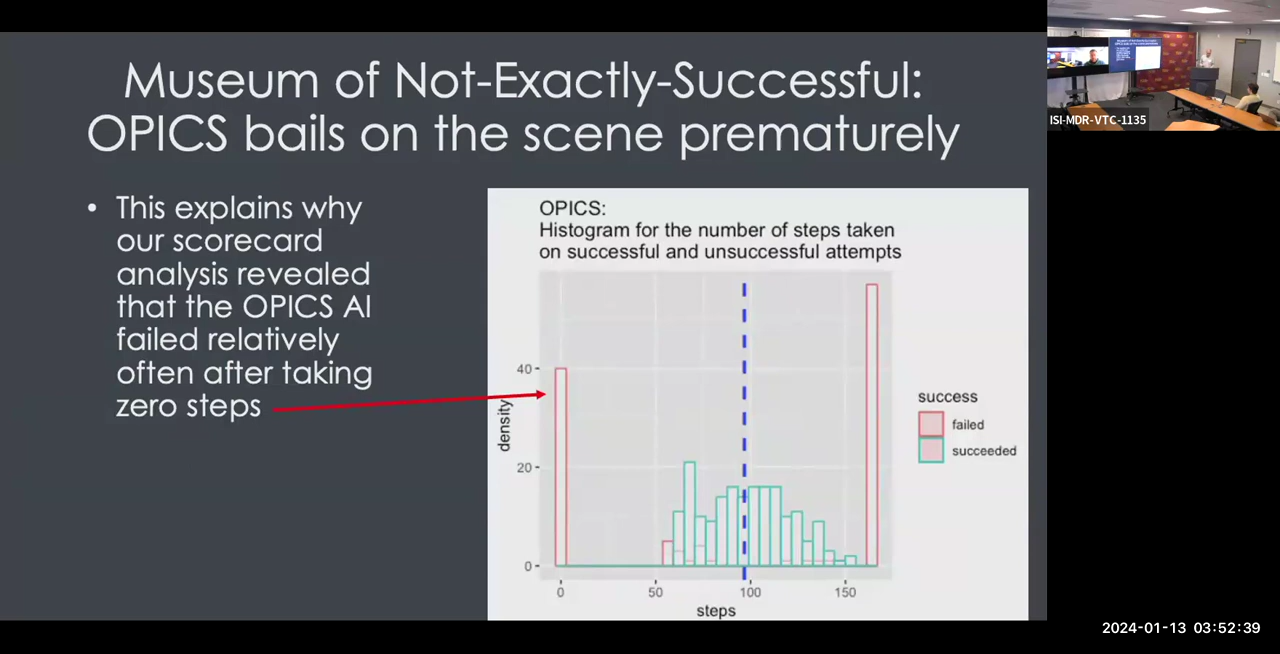 Museum of Not-Exactly-Successful:
OPICS bails on the scene prematurely
• This explains why
our scorecard
analysis revealed
that the OPICS AI
failed relatively
often after taking
zero steps
OPICS:
Histogram for the number of steps taken
on successful and unsuccessful attempts
density
40
20
0
0
50
100
150
steps
success
failed
succeeded
ISI-MDR-VTC-1135
2024-01-13 03:52:39